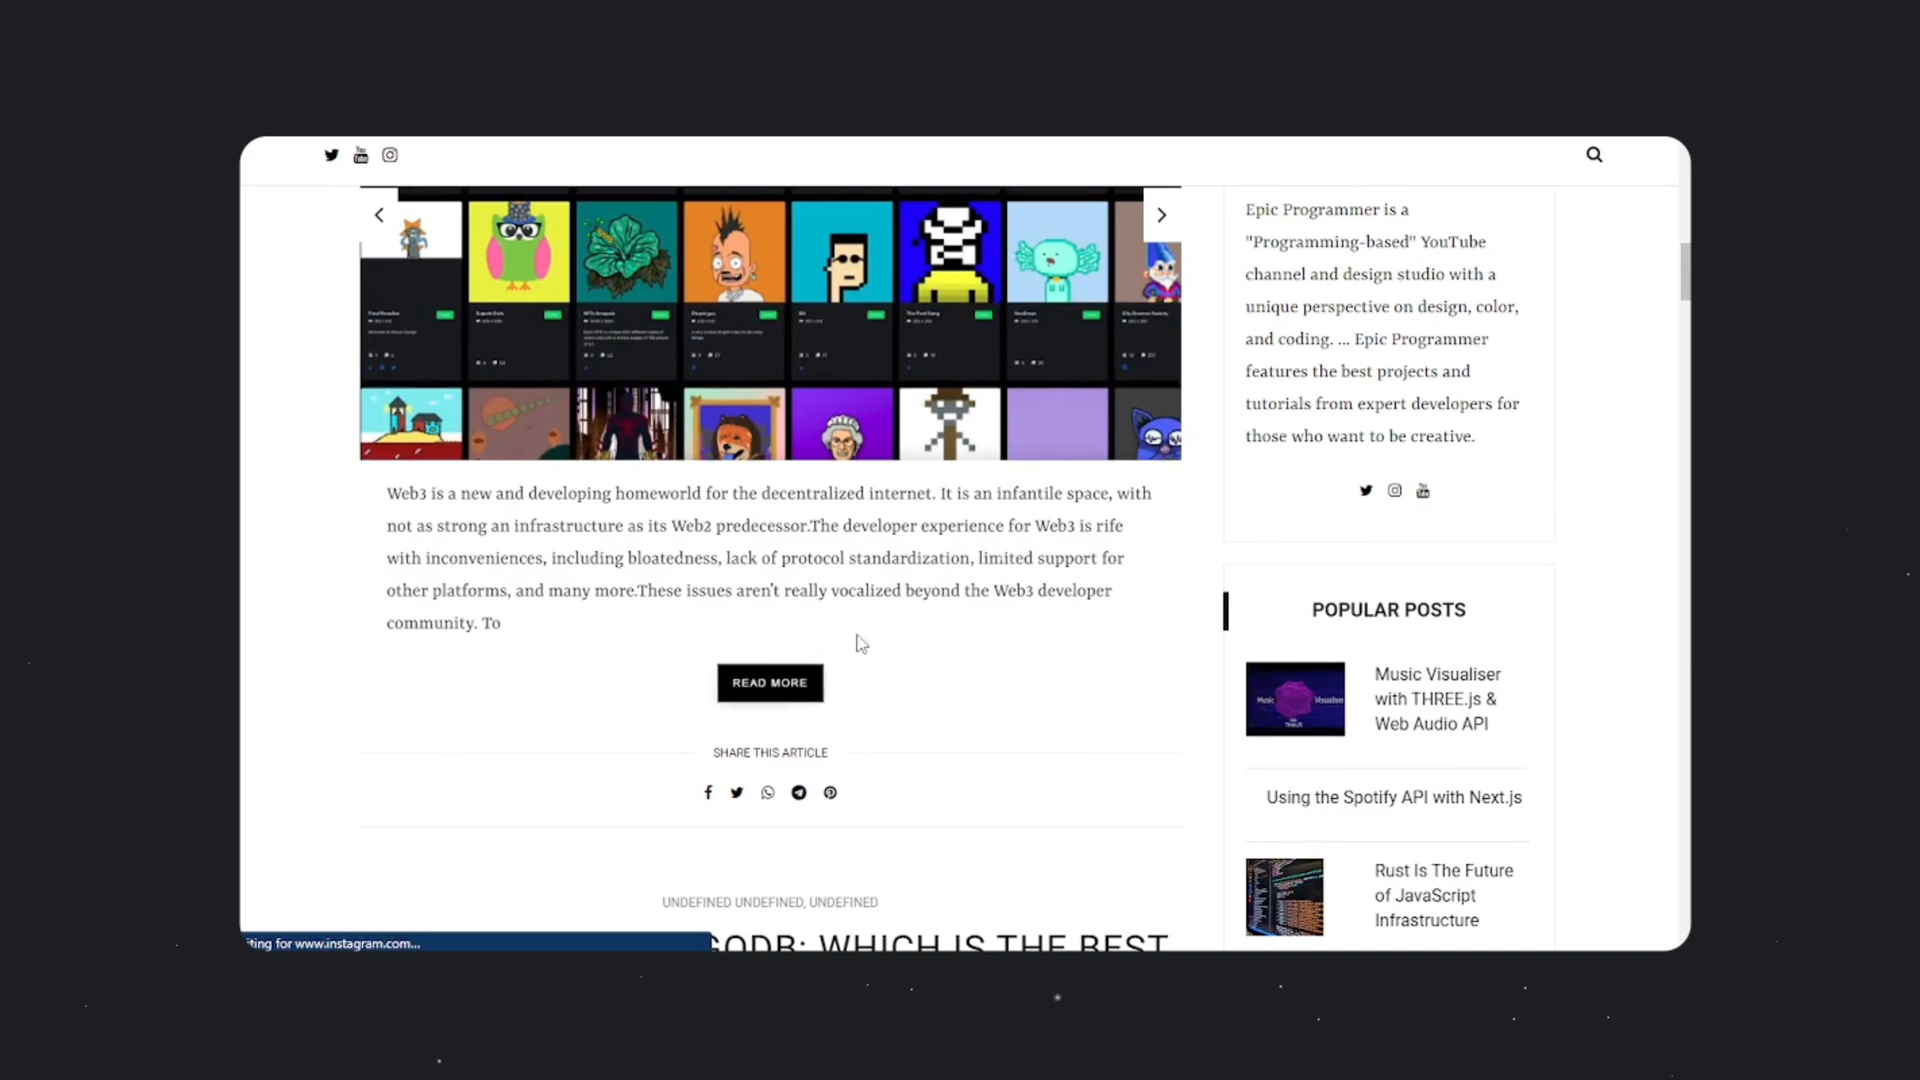 Web3 is a new and developing homeworld for the decentralized internet. It is an infantile space, with
not as strong an infrastructure as its Web2 predecessor.The developer experience for Web3 is rife
with inconveniences, including bloatedness, lack of protocol standardization, limited support for
other platforms, and many more.These issues aren't really vocalized beyond the Web3 developer
community. To
READ MORE
SHARE THIS ARTICLE
UNDEFINED UNDEFINED, UNDEFINED
GODB: WHICH IS THE BEST
iting for www.instagram.com...
Epic Programmer is a
"Programming-based" YouTube
channel and design studio with a
unique perspective on design, color,
and coding. ... Epic Programmer
features the best projects and
tutorials from expert developers for
those who want to be creative.
POPULAR POSTS
Music Visualiser
with THREE.js &
Web Audio API
Using the Spotify API with Next.js
Rust Is The Future
of JavaScript
Infrastructure